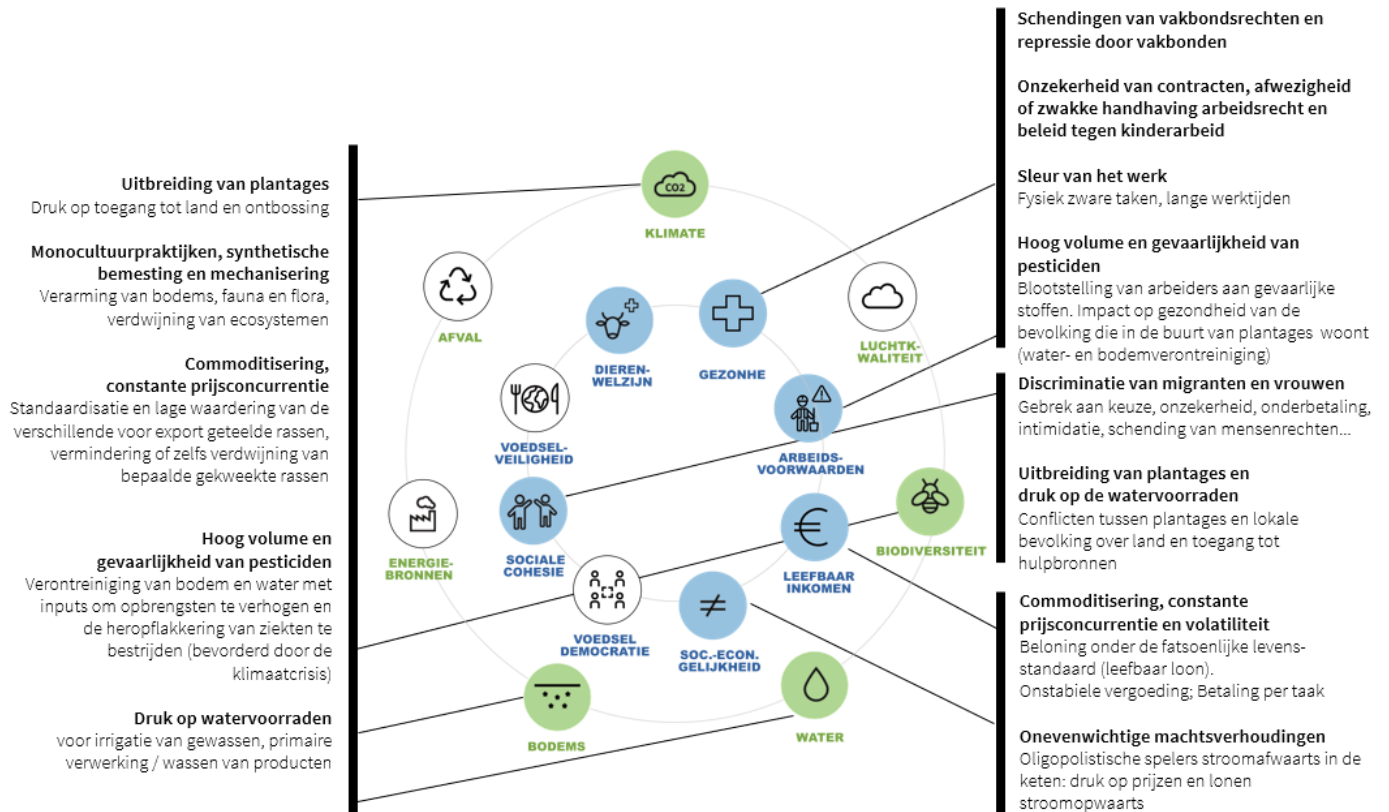 Uitbreiding van plantages
Druk op toegang tot land en ontbossing
Monocultuurpraktijken, synthetische
bemesting en mechanisering
Verarming van bodems, fauna en flora,
verdwijning van ecosystemen
Commoditisering,
constante prijsconcurrentie
Standaardisatie en lage waardering van de
verschillende voor export geteelde rassen,
vermindering of zelfs verdwijning van
bepaalde gekweekte rassen
Hoog volume en
gevaarlijkheid van pesticiden
Verontreiniging van bodem en water met
inputs om opbrengsten te verhogen en
de heropflakkering van ziekten te
bestrijden (bevorderd door de
klimaatcrisis)
Druk op watervoorraden
voor irrigatie van gewassen, primaire
verwerking / wassen van producten
CO2
KLIMATE
AFVAL
DIEREN-
WELZIJN
GEZONHE
LUCHTK-
WALITEIT
VOEDSEL-
VEILIGHEID
ARBEIDS-
VOORWAARDEN
ENERGIE-
BRONNEN
SOCIALE
COHESIE
LEEFBAAR
INKOMEN
BIODIVERSITEIT
VOEDSEL
DEMOCRATIE
SOC.-ECON.
GELIJKHEID
BODEMS
WATER
Schendingen van vakbondsrechten en
repressie door vakbonden
Onzekerheid van contracten, afwezigheid
of zwakke handhaving arbeidsrecht en
beleid tegen kinderarbeid
Sleur van het werk
Fysiek zware taken, lange werktijden
Hoog volume en gevaarlijkheid van
pesticiden
Blootstelling van arbeiders aan gevaarlijke
stoffen. Impact op gezondheid van de
bevolking die in de buurt van plantages woont
(water- en bodemverontreiniging)
Discriminatie van migranten en vrouwen
Gebrek aan keuze, onzekerheid, onderbetaling,
intimidatie, schending van mensenrechten...
Uitbreiding van plantages en
druk op de watervoorraden
Conflicten tussen plantages en lokale
bevolking over land en toegang tot
hulpbronnen
Commoditisering, constante
prijsconcurrentie en volatiliteit
Beloning onder de fatsoenlijke levens-
standaard (leefbaar loon).
Onstabiele vergoeding; Betaling per taak
Onevenwichtige machtsverhoudingen
Oligopolistische spelers stroomafwaarts in de
keten: druk op prijzen en lonen
stroomopwaarts